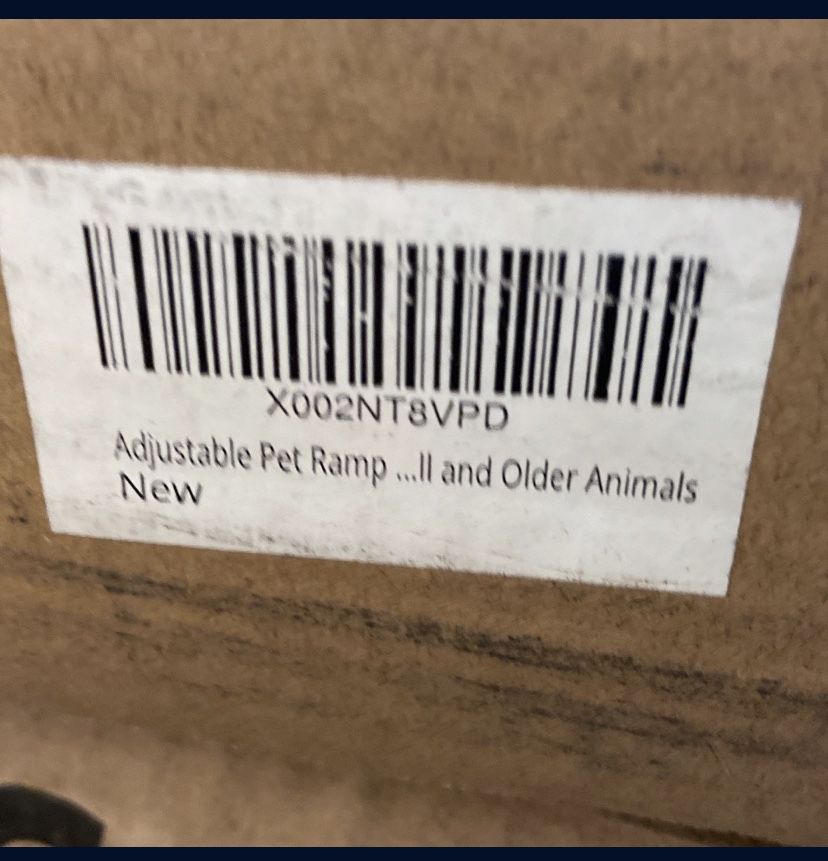 X002NT8VPD
Adjustable Pet Ramp ...ll and Older Animals
New